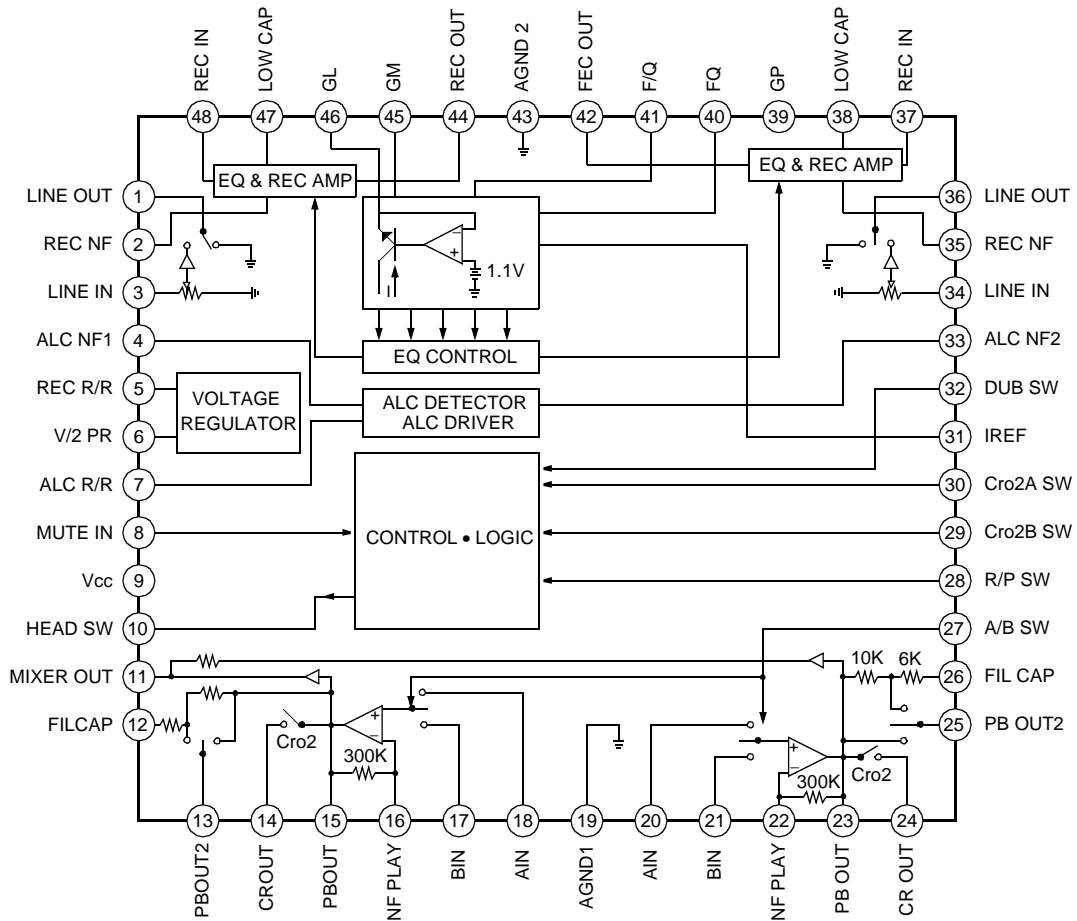 REC IN
LOW CAP
GL
GM
REC OUT
AGND 2
FEC OUT
F/Q
FQ
GP
LOW CAP
REC IN
48
47
46
45
44
43
42
41
40
39
38
37
EQ & REC AMP
EQ & REC AMP
LINE OUT
1
36
LINE OUT
REC NF
2
35
REC NF
1.1V
I
LINE IN
3
34
LINE IN
ALC NF1
4
EQ CONTROL
33
ALC NF2
REC R/R
5
VOLTAGE
REGULATOR
ALC DETECTOR
ALC DRIVER
32
DUB SW
V/2 PR
6
31
IREF
ALC R/R
7
30
Cro2A SW
MUTE IN
8
CONTROL • LOGIC
29
Cro2B SW
Vcc
9
28
R/P SW
HEAD SW
10
27
A/B SW
MIXER OUT
11
10K
6K
26
FIL CAP
FILCAP
12
25
PB OUT2
Cro2
300K
300K
Cro2
13
14
15
16
17
18
19
20
21
22
23
24
PBOUT2
CROUT
PBOUT
NF PLAY
BIN
AIN
AGND1
AIN
BIN
NF PLAY
PB OUT
CR OUT